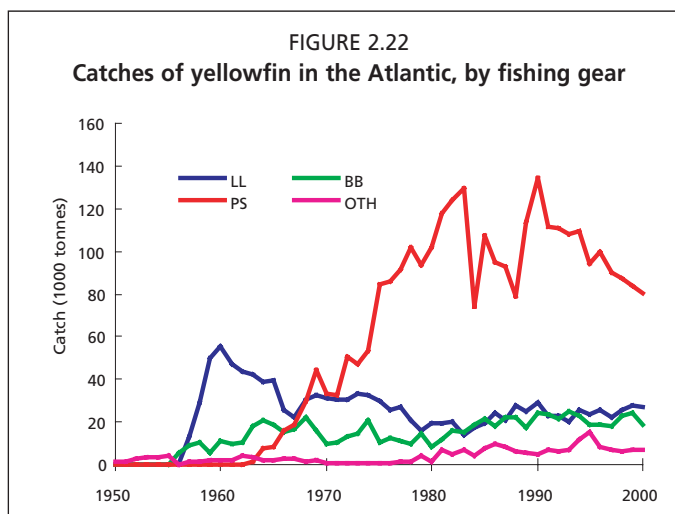 FIGURE 2.22
Catches of yellowfin in the Atlantic, by fishing gear
Catch (1000 tonnes)
160
140
120
100
80
60
40
20
0
LL BB
PS OTH
1950 1960 1970 1980 1990 2000